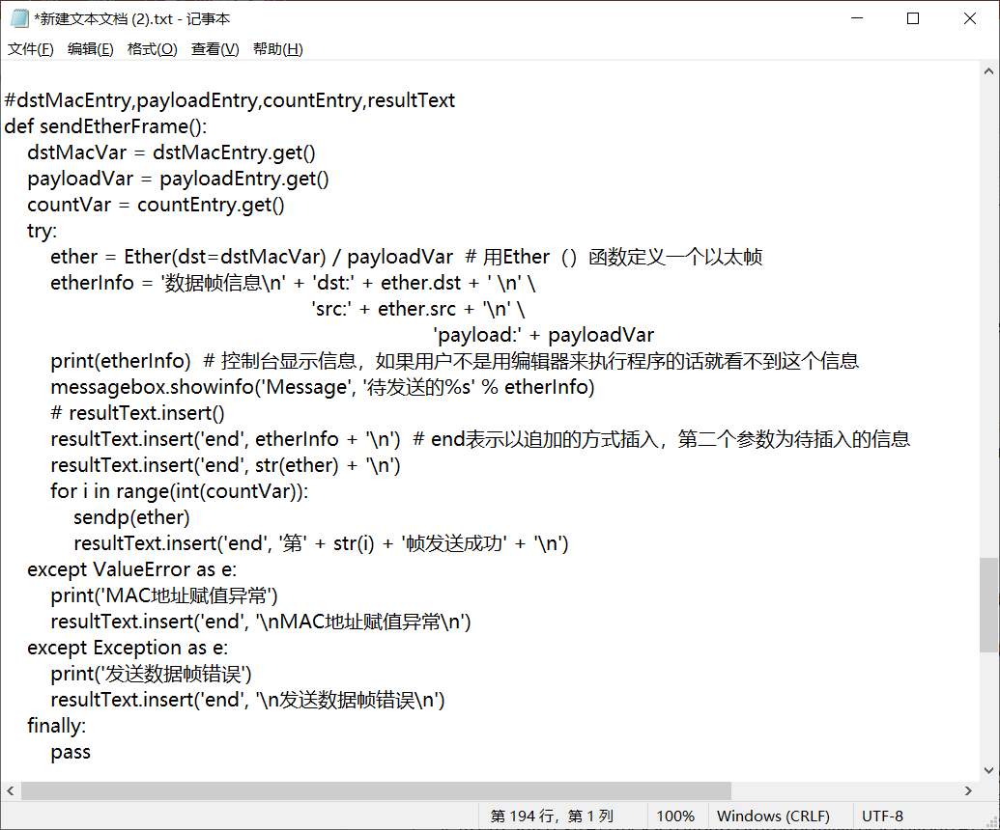 *新建文本文档 (2).txt - 记事本
文件(F) 编辑(E) 格式(O) 查看(V) 帮助(H)
#dstMacEntry,payloadEntry,countEntry,resultText
def sendEtherFrame():
    dstMacVar = dstMacEntry.get()
    payloadVar = payloadEntry.get()
    countVar = countEntry.get()
    try:
        ether = Ether(dst=dstMacVar) / payloadVar  # 用Ether（）函数定义一个以太帧
        etherInfo = '数据帧信息\n' + 'dst:' + ether.dst + ' \n' \
                                                     'src:' + ether.src + '\n' \
                                                                          'payload:' + payloadVar
        print(etherInfo)  # 控制台显示信息，如果用户不是用编辑器来执行程序的话就看不到这个信息
        messagebox.showinfo('Message', '待发送的%s' % etherInfo)
        # resultText.insert()
        resultText.insert('end', etherInfo + '\n')  # end表示以追加的方式插入，第二个参数为待插入的信息
        resultText.insert('end', str(ether) + '\n')
        for i in range(int(countVar)):
            sendp(ether)
            resultText.insert('end', '第' + str(i) + '帧发送成功' + '\n')
    except ValueError as e:
        print('MAC地址赋值异常')
        resultText.insert('end', '\nMAC地址赋值异常\n')
    except Exception as e:
        print('发送数据帧错误')
        resultText.insert('end', '\n发送数据帧错误\n')
    finally:
        pass
第 194 行，第 1 列 100% Windows (CRLF) UTF-8